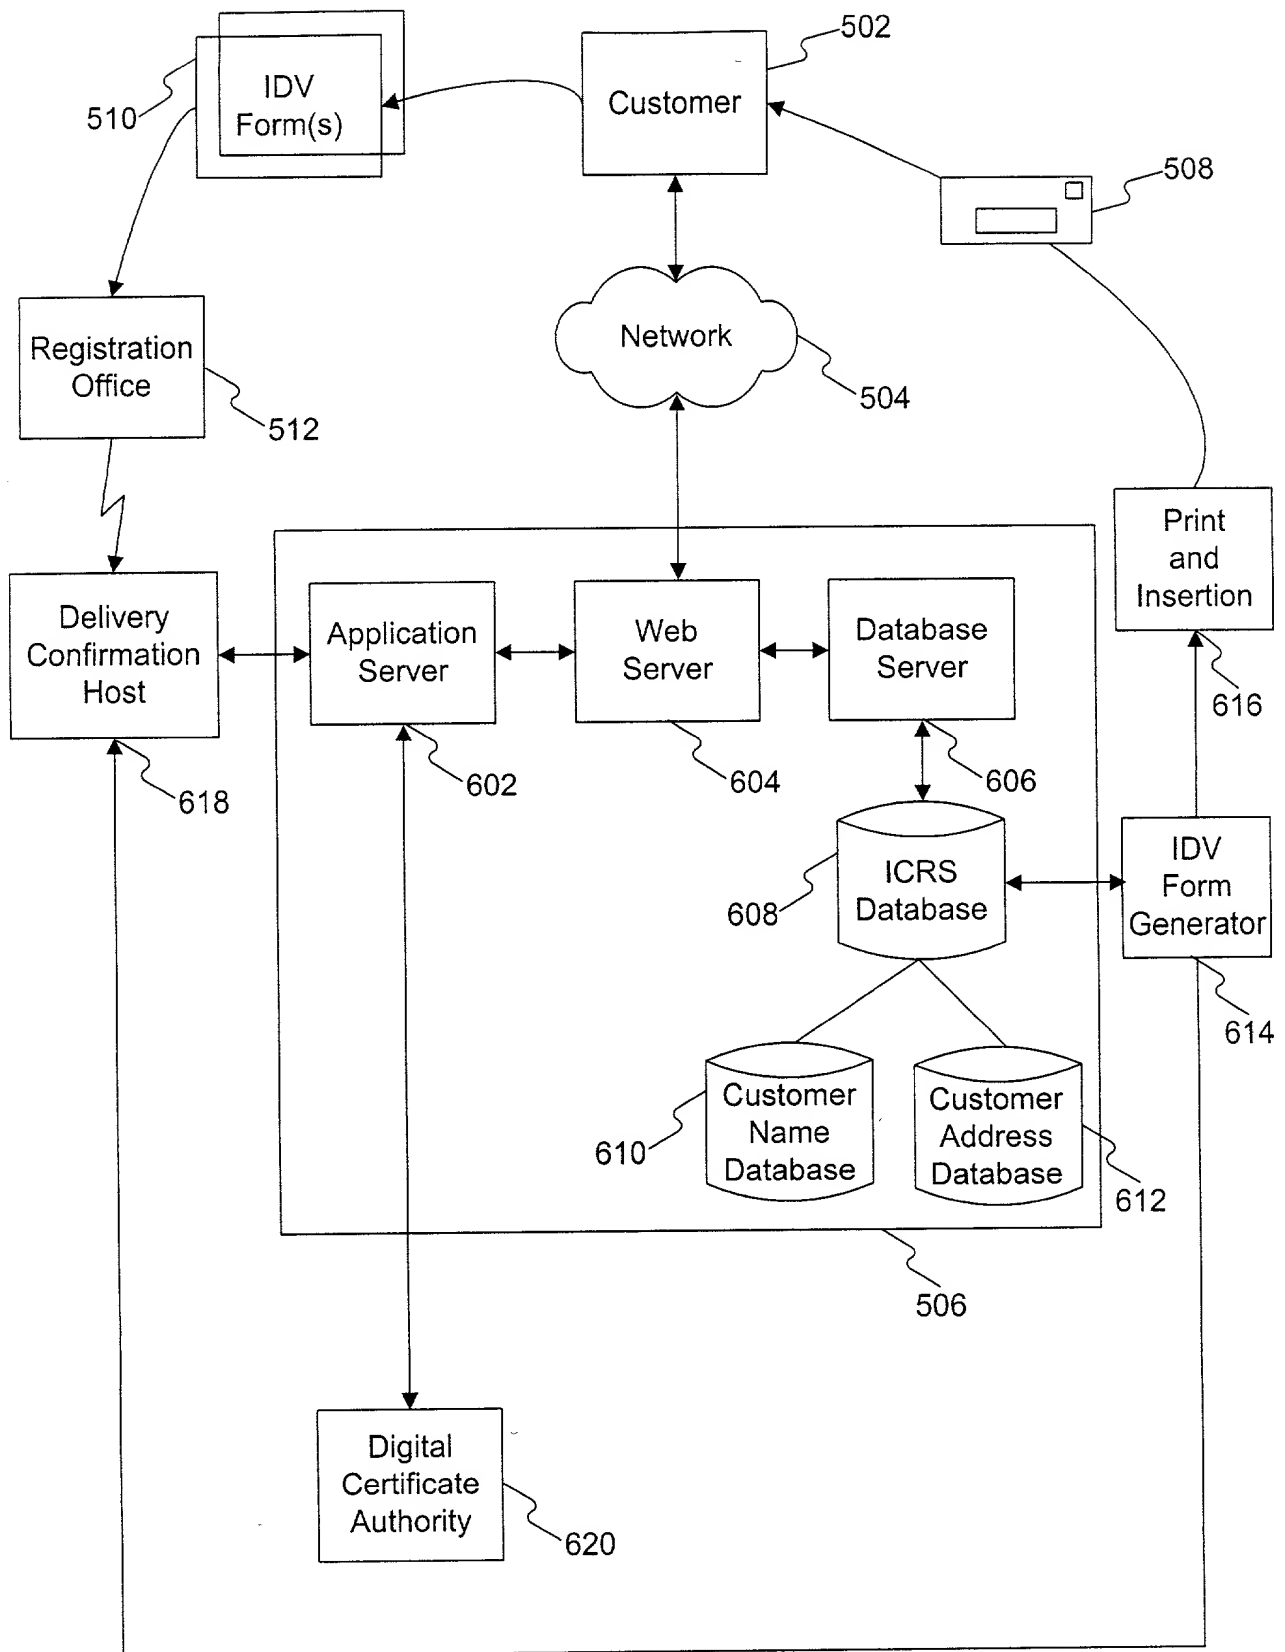 502
IDV
Form(s)
510
Customer
508
Registration
Office
512
Network
504
Print
and
Insertion
616
Delivery
Confirmation
Host
618
Application
Server
602
Web
Server
604
Database
Server
606
ICRS
Database
608
IDV
Form
Generator
614
Customer
Name
Database
610
Customer
Address
Database
612
506
Digital
Certificate
Authority
620